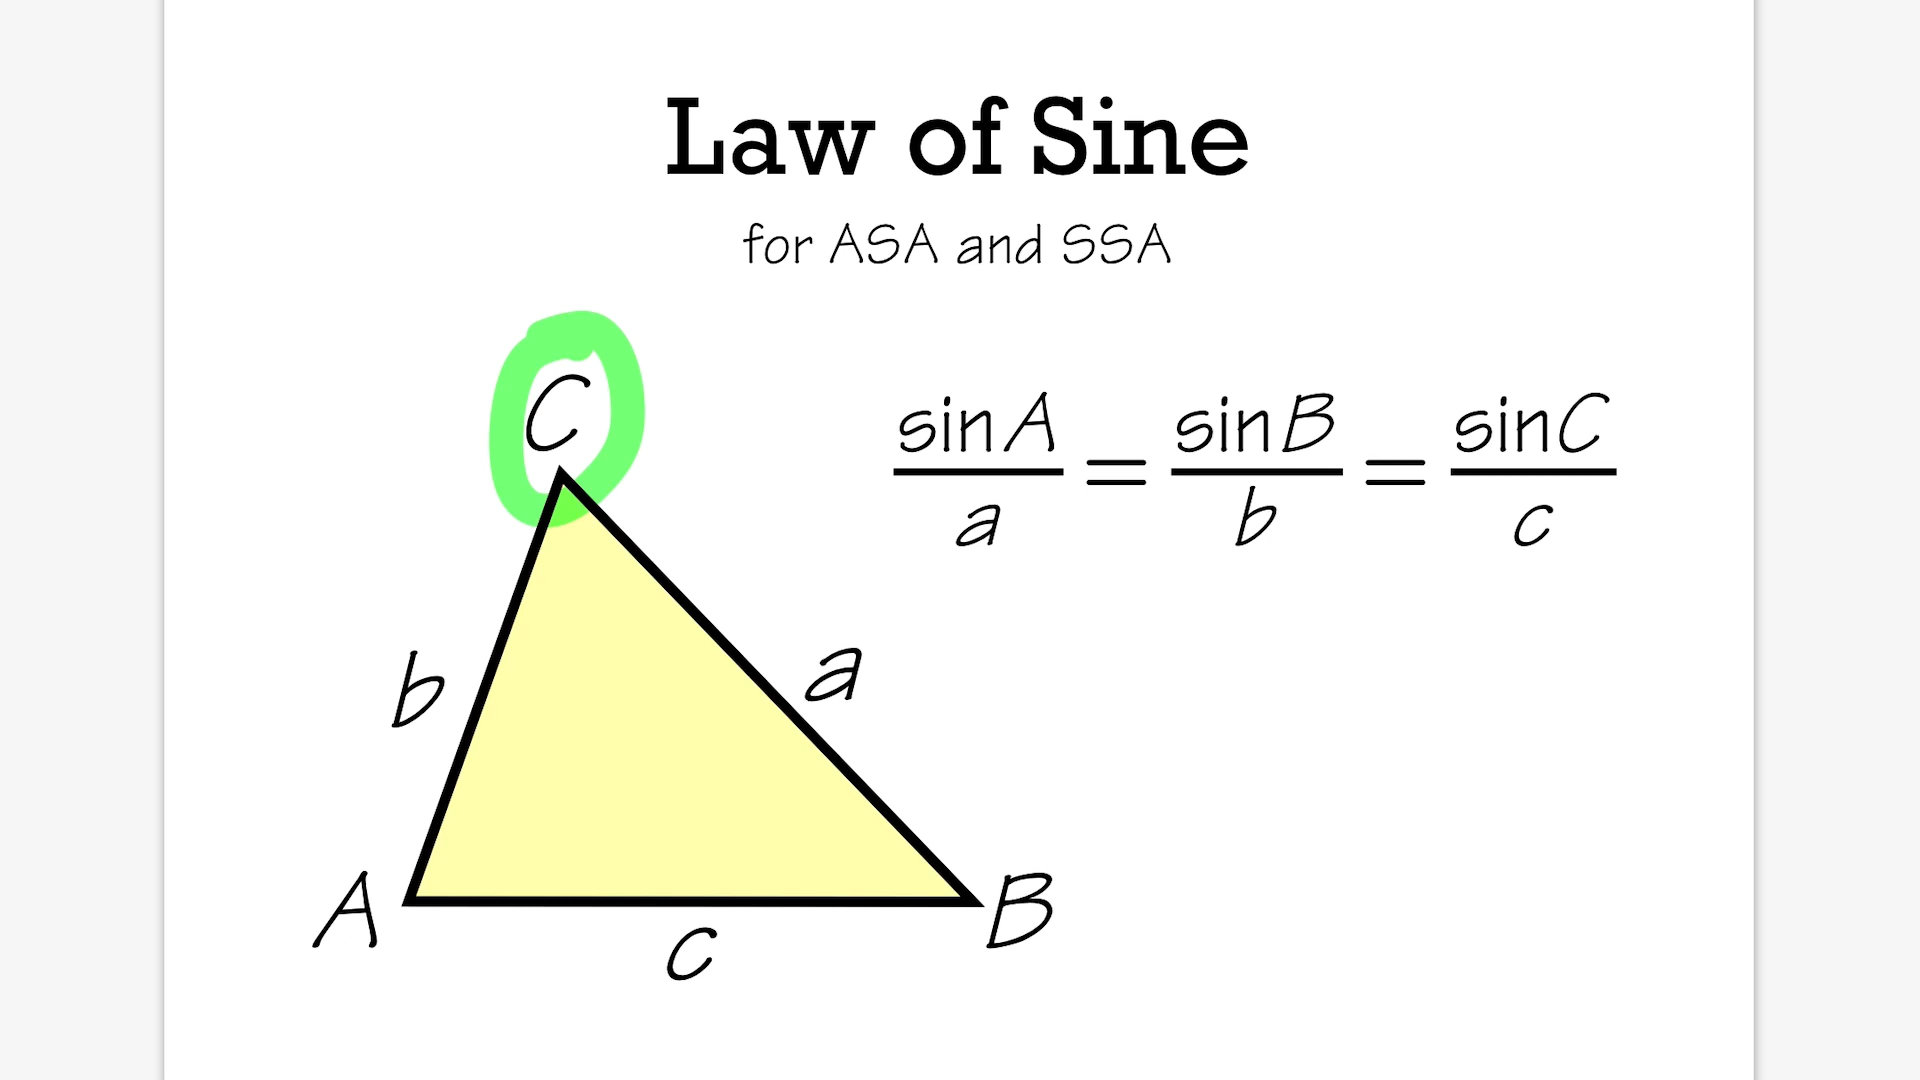 Law of Sine
for ASA and SSA
C
sinA/a = sinB/b = sinC/c
b
a
A
B
c